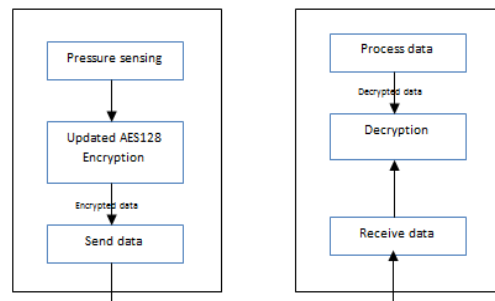 Pressure sensing
Updated AES128
Encryption
Encrypted data
Send data
Process data
Decrypted data
Decryption
Receive data